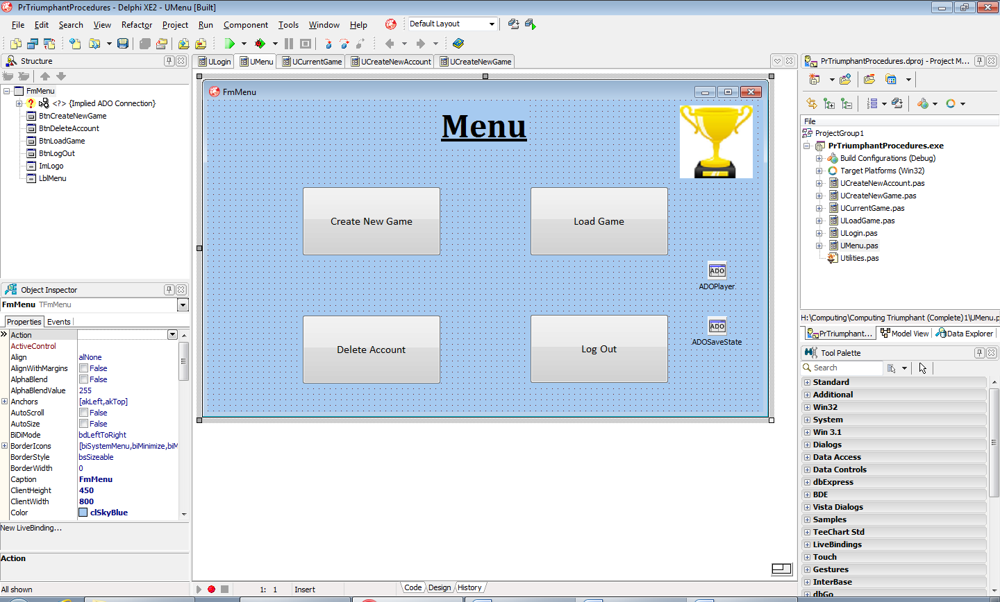 PrTriumphantProcedures - Delphi XE2 - UMenu [Built]
File Edit Search View Refactor Project Run Component Tools Window Help
Default Layout
Structure
FmMenu
<?> {Implied ADO Connection}
BtnCreateNewGame
BtnDeleteAccount
BtnLoadGame
BtnLogOut
ImLogo
LblMenu
Object Inspector
FmMenu TFmMenu
Properties Events
Action
ActiveControl
Align alNone
AlignWithMargins False
AlphaBlend False
AlphaBlendValue 255
Anchors [akLeft,akTop]
AutoScroll False
AutoSize False
BiDiMode bdLeftToRight
BorderIcons [biSystemMenu,biMinimize,biM
BorderStyle bsSizeable
BorderWidth 0
Caption FmMenu
ClientHeight 450
ClientWidth 800
Color clSkyBlue
New LiveBinding...
Action
All shown
ULogin UMenu UCurrentGame UCreateNewAccount UCreateNewGame
FmMenu
Menu
Create New Game
Load Game
ADO
ADOPlayer
Delete Account
Log Out
ADO
ADOSaveState
1: 1 Insert
Code Design History
PrTriumphantProcedures.dproj - Project M...
File
ProjectGroup1
PrTriumphantProcedures.exe
Build Configurations (Debug)
Target Platforms (Win32)
UCreateNewAccount.pas
UCreateNewGame.pas
UCurrentGame.pas
ULoadGame.pas
ULogin.pas
UMenu.pas
Utilities.pas
H:\Computing\Computing Triumphant (Complete)1\UMenu.p
PrTriumphant... Model View Data Explorer
Tool Palette
Search
Standard
Additional
Win32
System
Win 3.1
Dialogs
Data Access
Data Controls
dbExpress
BDE
Vista Dialogs
Samples
TeeChart Std
LiveBindings
Touch
Gestures
InterBase
dbGo